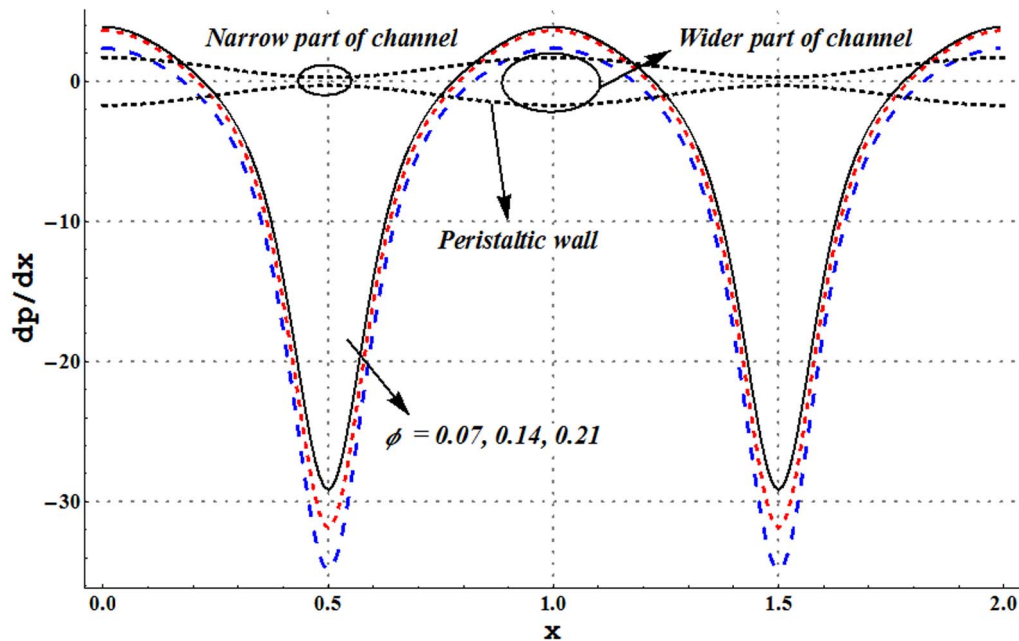 Narrow part of channel
Wider part of channel
0
Peristaltic wall
-10
dp/dx
-20
ϕ = 0.07, 0.14, 0.21
-30
0.0 0.5 1.0 1.5 2.0
x